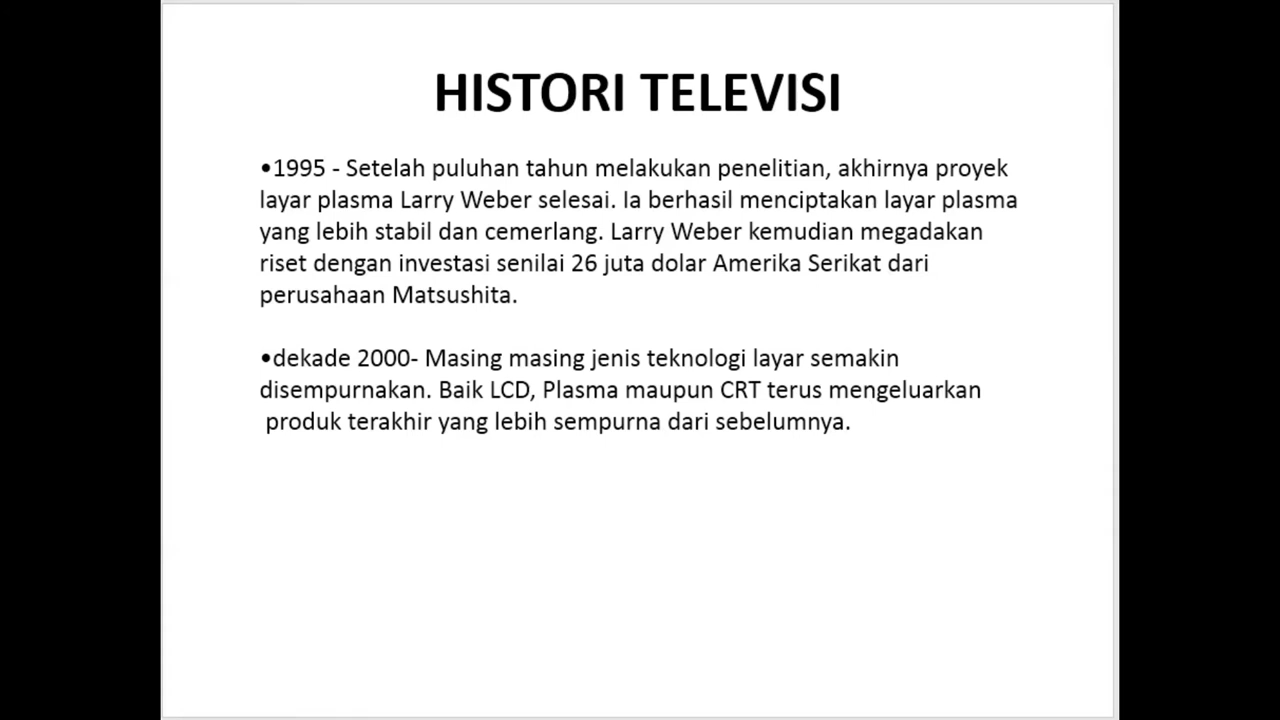 HISTORI TELEVISI
•1995 - Setelah puluhan tahun melakukan penelitian, akhirnya proyek
layar plasma Larry Weber selesai. Ia berhasil menciptakan layar plasma
yang lebih stabil dan cemerlang. Larry Weber kemudian megadakan
riset dengan investasi senilai 26 juta dolar Amerika Serikat dari
perusahaan Matsushita.
•dekade 2000- Masing masing jenis teknologi layar semakin
disempurnakan. Baik LCD, Plasma maupun CRT terus mengeluarkan
produk terakhir yang lebih sempurna dari sebelumnya.